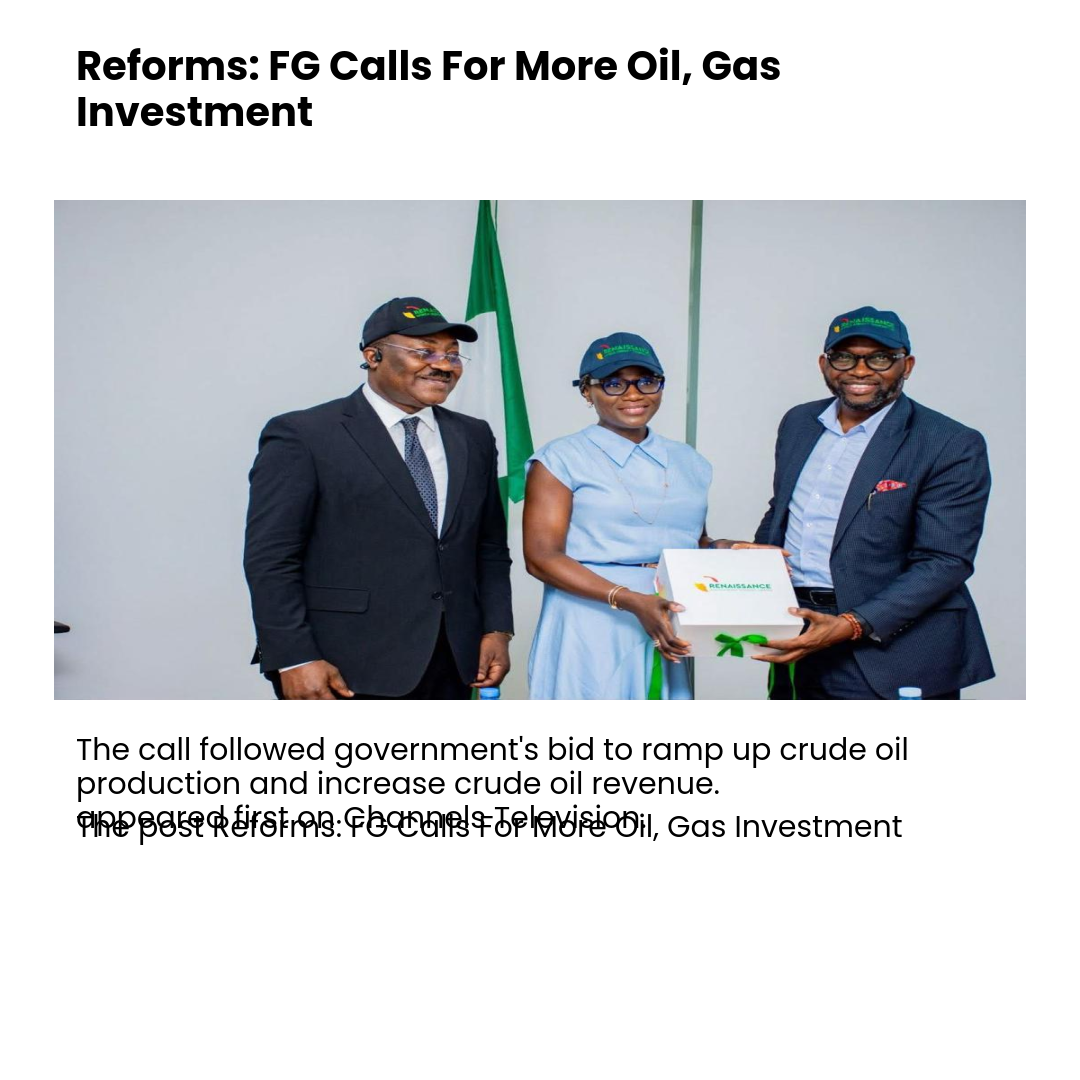 Reforms: FG Calls For More Oil, Gas
Investment
RENAISSANCE
RENAISSANCE
RENAISSANCE
RENAISSANCE
The call followed government's bid to ramp up crude oil
production and increase crude oil revenue.
appeared first on Channels Television.
The post Reforms: FG Calls For More Oil, Gas Investment